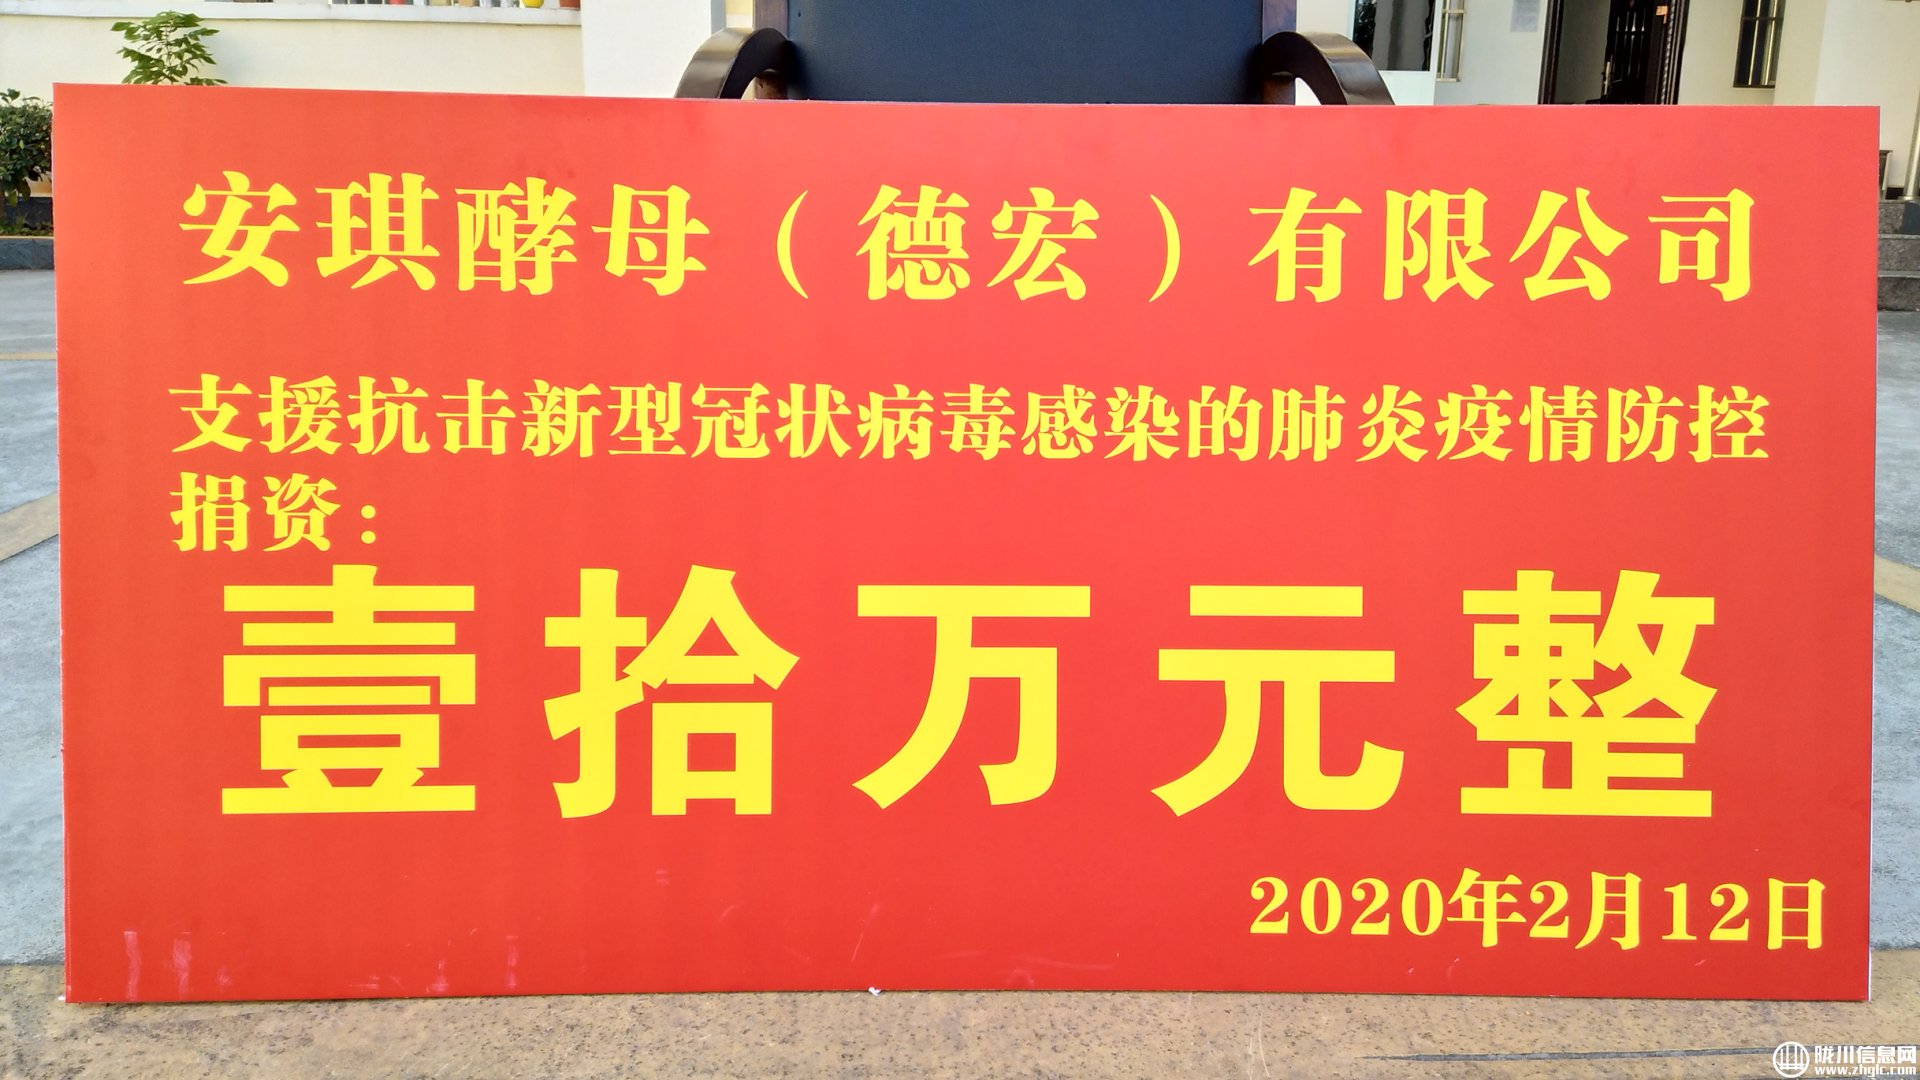 安琪酵母（德宏）有限公司
支援抗击新型冠状病毒感染的肺炎疫情防控
捐资：
壹拾万元整
2020年2月12日
陇川信息网
www.zhglc.com